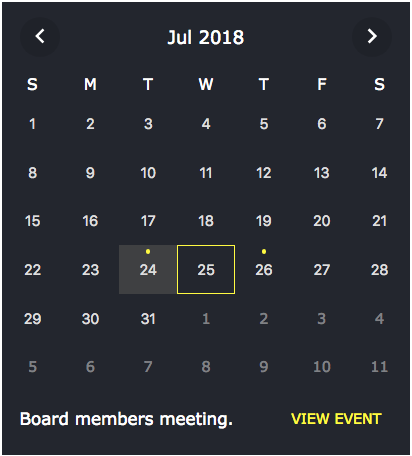 Jul 2018
S M T W T F S
1 2 3 4 5 6 7
8 9 10 11 12 13 14
15 16 17 18 19 20 21
22 23 24 25 26 27 28
29 30 31 1 2 3 4
5 6 7 8 9 10 11
Board members meeting. VIEW EVENT